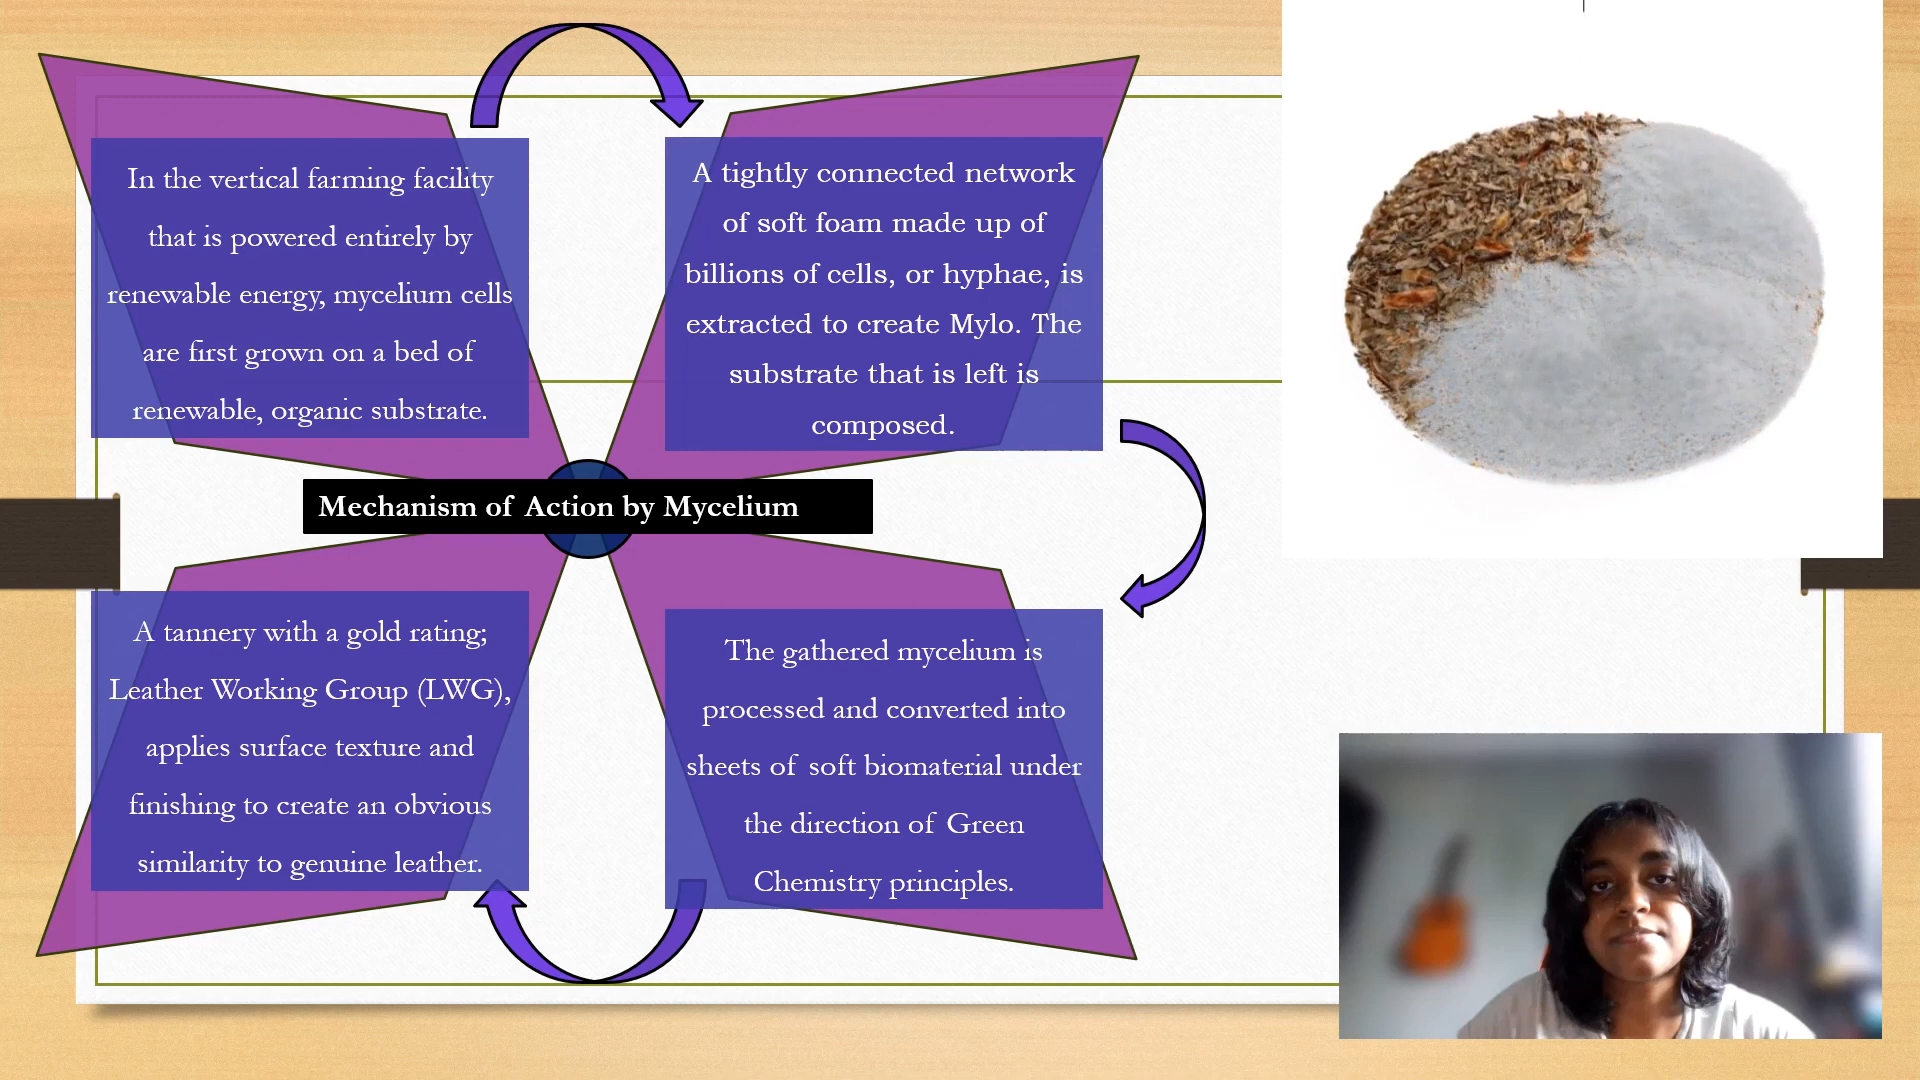 In the vertical farming facility
that is powered entirely by
renewable energy, mycelium cells
are first grown on a bed of
renewable, organic substrate.
A tightly connected network
of soft foam made up of
billions of cells, or hyphae, is
extracted to create Mylo. The
substrate that is left is
composed.
Mechanism of Action by Mycelium
A tannery with a gold rating;
Leather Working Group (LWG),
applies surface texture and
finishing to create an obvious
similarity to genuine leather.
The gathered mycelium is
processed and converted into
sheets of soft biomaterial under
the direction of Green
Chemistry principles.